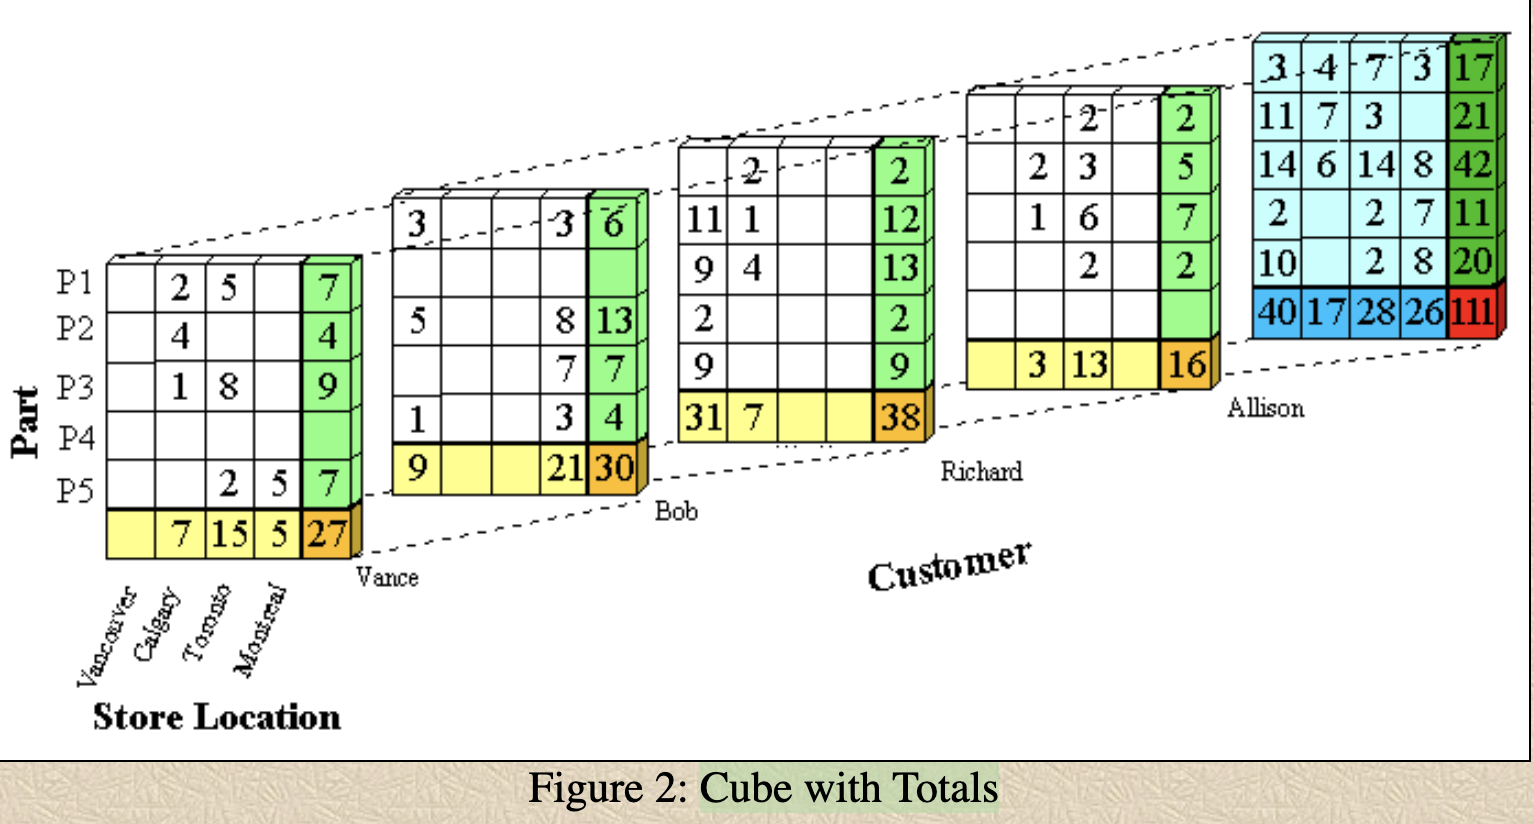 Part
P1 2 5 7
P2 4 4
P3 1 8 9
P4
P5 2 5 7
7 15 5 27
Vancouver
Calgary
Toronto
Montreal
Store Location
Vance
3 3 6
5 8 13
7 7
1 3 4
9 21 30
Bob
2 2
11 1 12
9 4 13
2 2
9 9
31 7 38
Richard
2 2
2 3 5
1 6 7
2 2
3 13 16
Allison
3 4 7 3 17
11 7 3 21
14 6 14 8 42
2 2 7 11
10 2 8 20
40 17 28 26 111
Customer
Figure 2: Cube with Totals